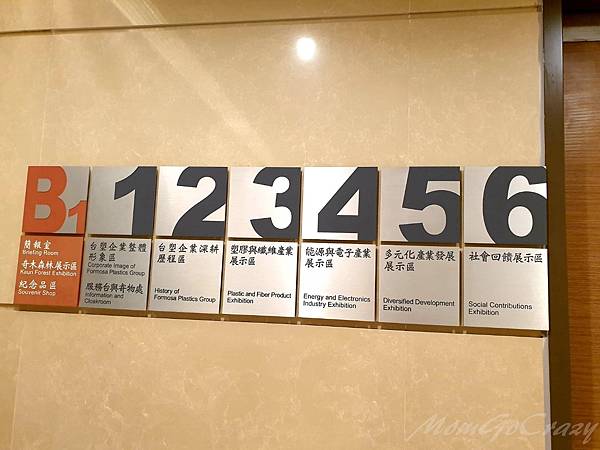 B1
簡報室
Briefing Room
奇木森林展示區
Kaun Forest Exhibition
紀念品區
Souvenir Shop
1
台塑企業整體
形象區
Corporate Image of
Formosa Plastics Group
服務台與寄物處
Information and
Cloakroom
2
台塑企業深耕
歷程區
History of
Formosa Plastics Group
3
塑膠與纖維產業
展示區
Plastic and Fiber Product
Exhibition
4
能源與電子產業
展示區
Energy and Electronics
Industry Exhibition
5
多元化產業發展
展示區
Diversified Development
Exhibition
6
社會回饋展示區
Social Contributions
Exhibition
MomGoCrazy